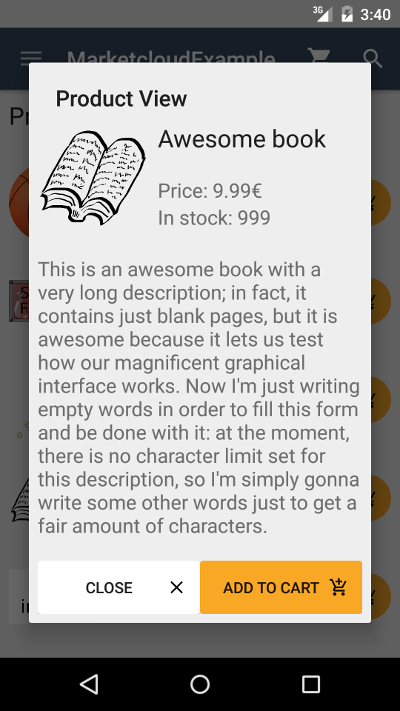 3G 3:40
MarketcloudExample
Pr
Product View
Awesome book
Price: 9.99€
In stock: 999
This is an awesome book with a
very long description; in fact, it
contains just blank pages, but it is
awesome because it lets us test
how our magnificent graphical
interface works. Now I'm just writing
empty words in order to fill this form
and be done with it: at the moment,
there is no character limit set for
this description, so I'm simply gonna
write some other words just to get a
fair amount of characters.
CLOSE
ADD TO CART